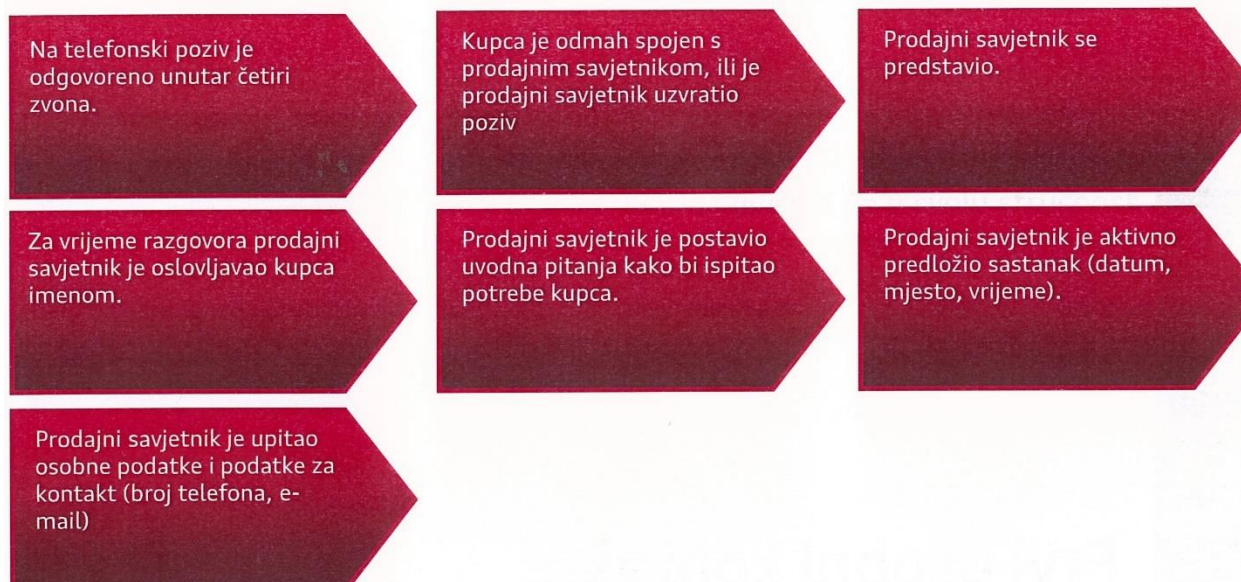 Na telefonski poziv je
odgovoreno unutar četiri
zvona.
Kupca je odmah spojen s
prodajnim savjetnikom, ili je
prodajni savjetnik uzvratio
poziv
Prodajni savjetnik se
predstavio.
Za vrijeme razgovora prodajni
savjetnik je oslovljavao kupca
imenom.
Prodajni savjetnik je postavio
uvodna pitanja kako bi ispitao
potrebe kupca.
Prodajni savjetnik je aktivno
predložio sastanak (datum,
mjesto, vrijeme).
Prodajni savjetnik je upitao
osobne podatke i podatke za
kontakt (broj telefona, e-
mail)